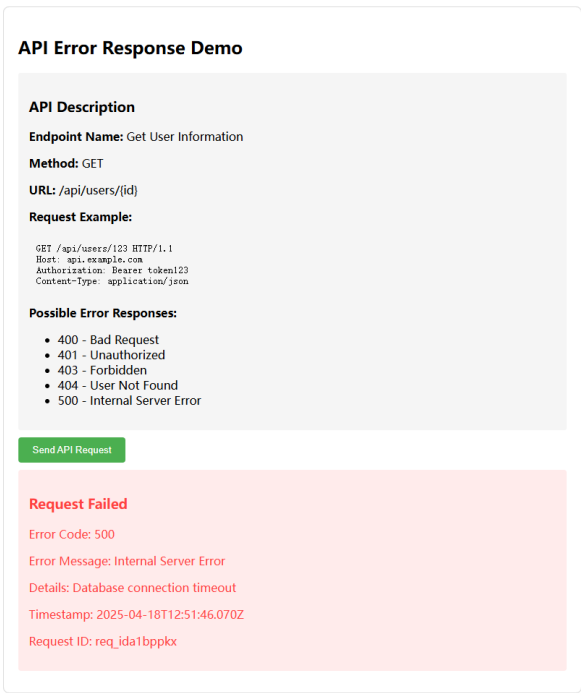 API Error Response Demo
API Description
Endpoint Name: Get User Information
Method: GET
URL: /api/users/{id}
Request Example:
GET /api/users/123 HTTP/1.1
Host: api.example.com
Authorization: Bearer token123
Content-Type: application/json
Possible Error Responses:
• 400 - Bad Request
• 401 - Unauthorized
• 403 - Forbidden
• 404 - User Not Found
• 500 - Internal Server Error
Send API Request
Request Failed
Error Code: 500
Error Message: Internal Server Error
Details: Database connection timeout
Timestamp: 2025-04-18T12:51:46.070Z
Request ID: req_ida1bppkx